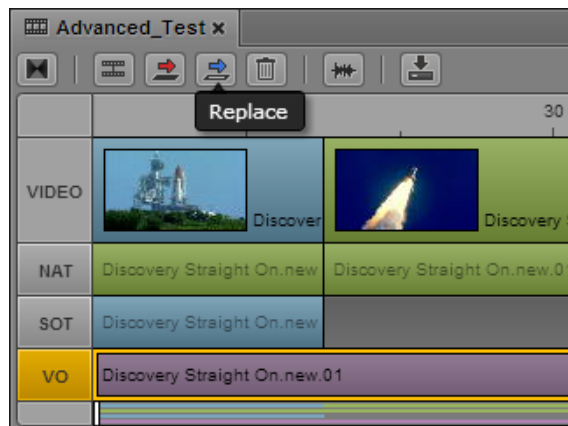 Advanced_Test x
Replace
30
VIDEO
Discover
Discovery
NAT
Discovery Straight On.new
Discovery Straight On.new.0
SOT
Discovery Straight On.new
VO
Discovery Straight On.new.01